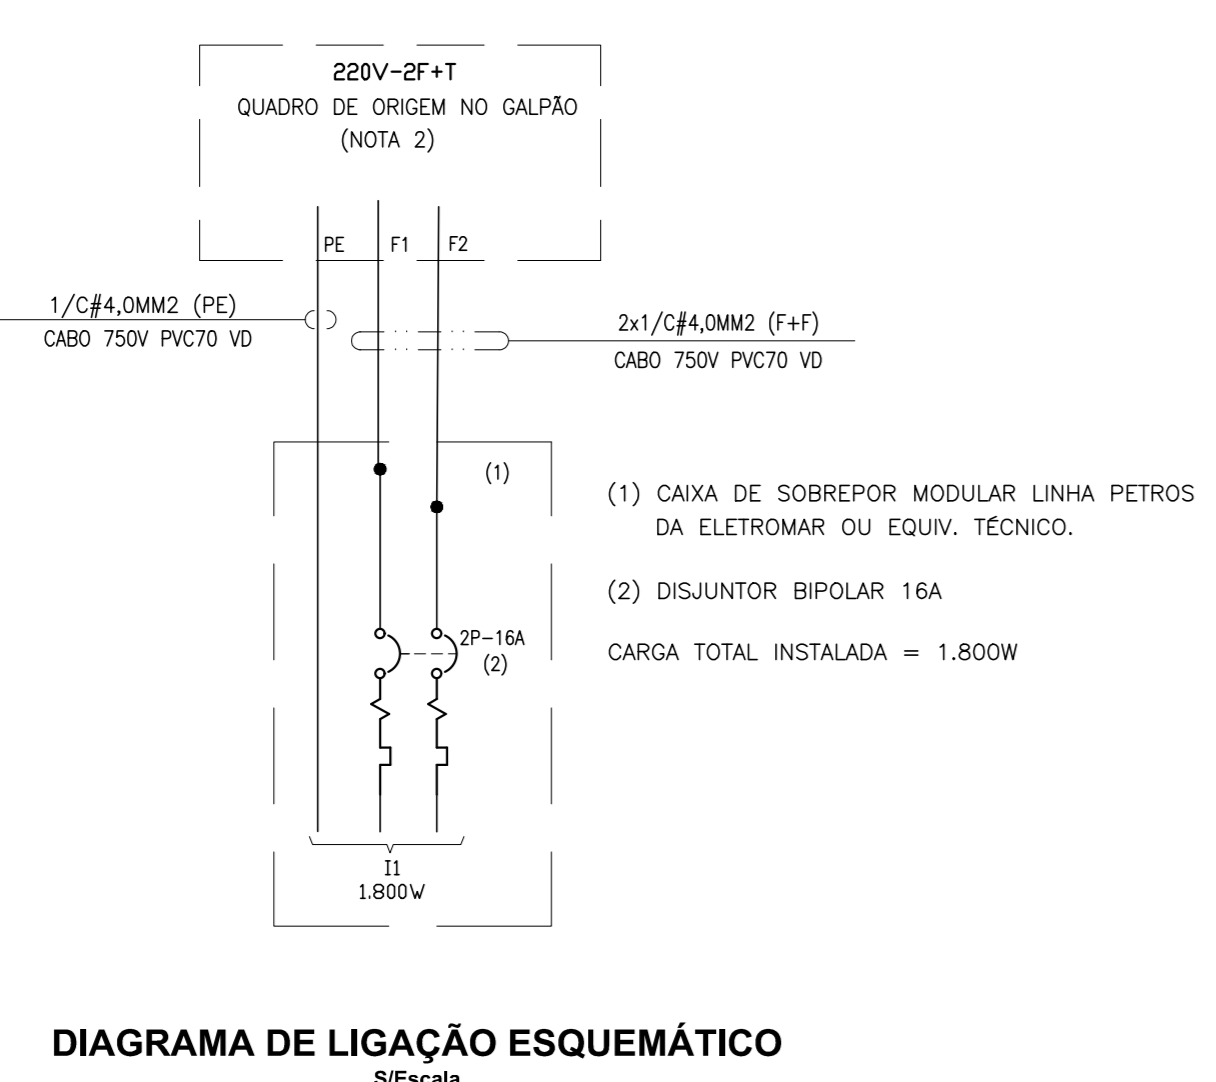 220V-2F+T
QUADRO DE ORIGEM NO GALPÃO
(NOTA 2)
PE
F1
F2
1/C#4,0MM2 (PE)
CABO 750V PVC70 VD
2x1/C#4,0MM2 (F+F)
CABO 750V PVC70 VD
(1)
(1) CAIXA DE SOBREPOR MODULAR LINHA PETROS
DA ELETROMAR OU EQUIV. TÉCNICO.
(2) DISJUNTOR BIPOLAR 16A
2P-16A
(2)
CARGA TOTAL INSTALADA = 1.800W
I1
1.800W
DIAGRAMA DE LIGAÇÃO ESQUEMÁTICO
S/Escala